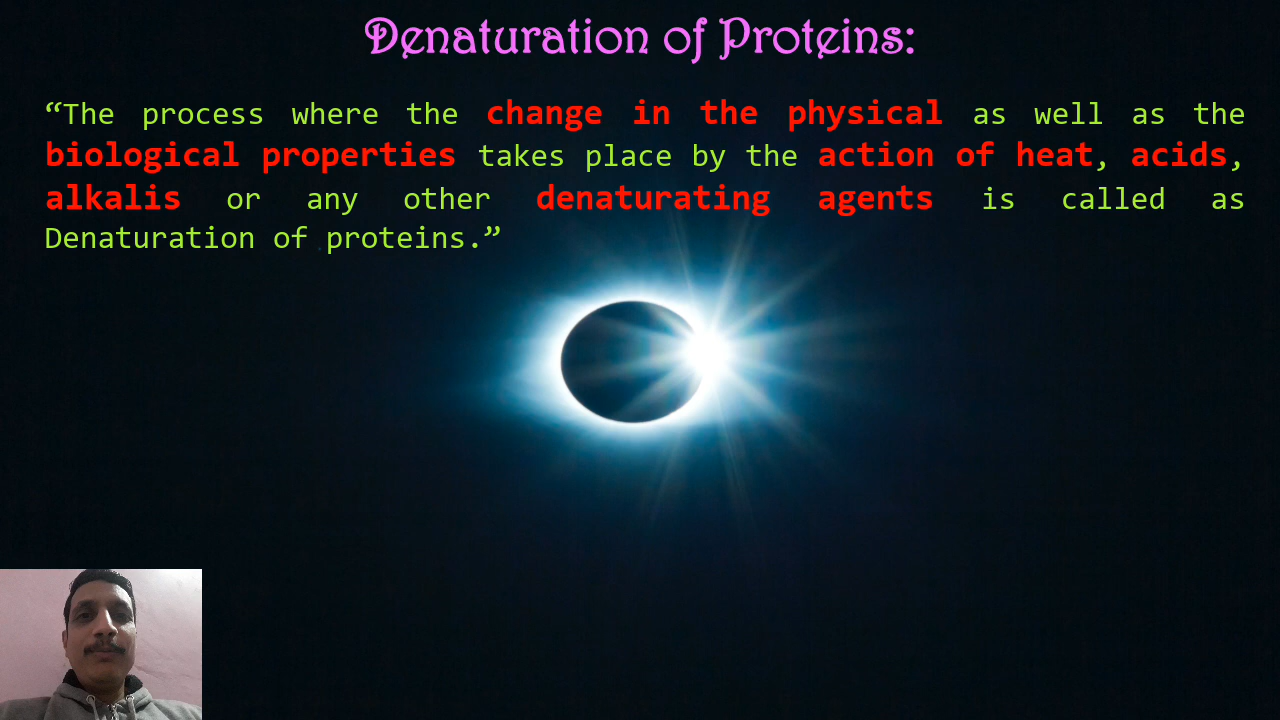 Denaturation of Proteins:
“The process where the change in the physical as well as the
biological properties takes place by the action of heat, acids,
alkalis or any other denaturating agents is called as
Denaturation of proteins.”